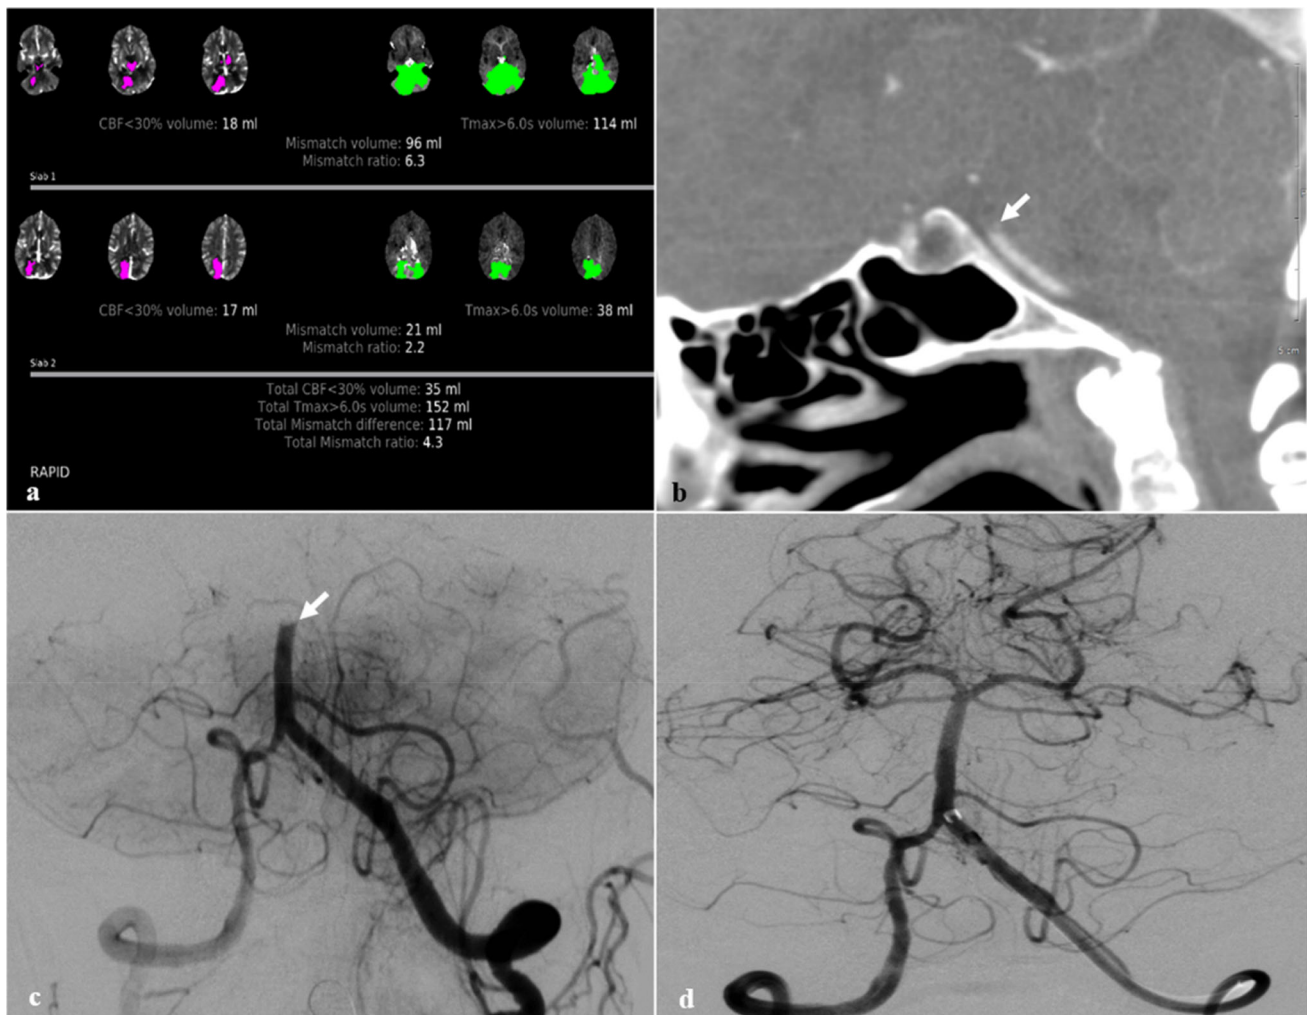 CBF<30% volume: 18 ml
Tmax>6.0s volume: 114 ml
Mismatch volume: 96 ml
Mismatch ratio: 6.3
Slab 1
CBF<30% volume: 17 ml
Tmax>6.0s volume: 38 ml
Mismatch volume: 21 ml
Mismatch ratio: 2.2
Slab 2
Total CBF<30% volume: 35 ml
Total Tmax>6.0s volume: 152 ml
Total Mismatch difference: 117 ml
Total Mismatch ratio: 4.3
RAPID
a
5 cm
b
c
d